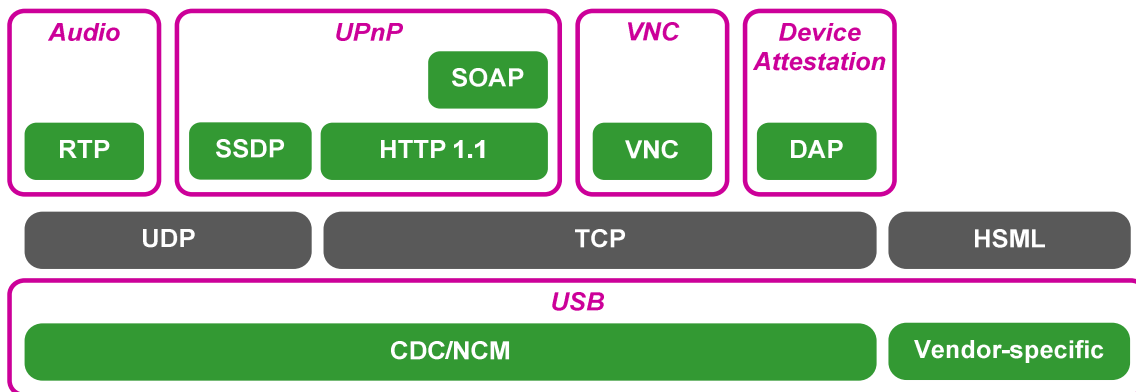 Audio
UPnP
VNC
Device
Attestation
SOAP
RTP
SSDP
HTTP 1.1
VNC
DAP
UDP
TCP
HSML
USB
CDC/NCM
Vendor-specific